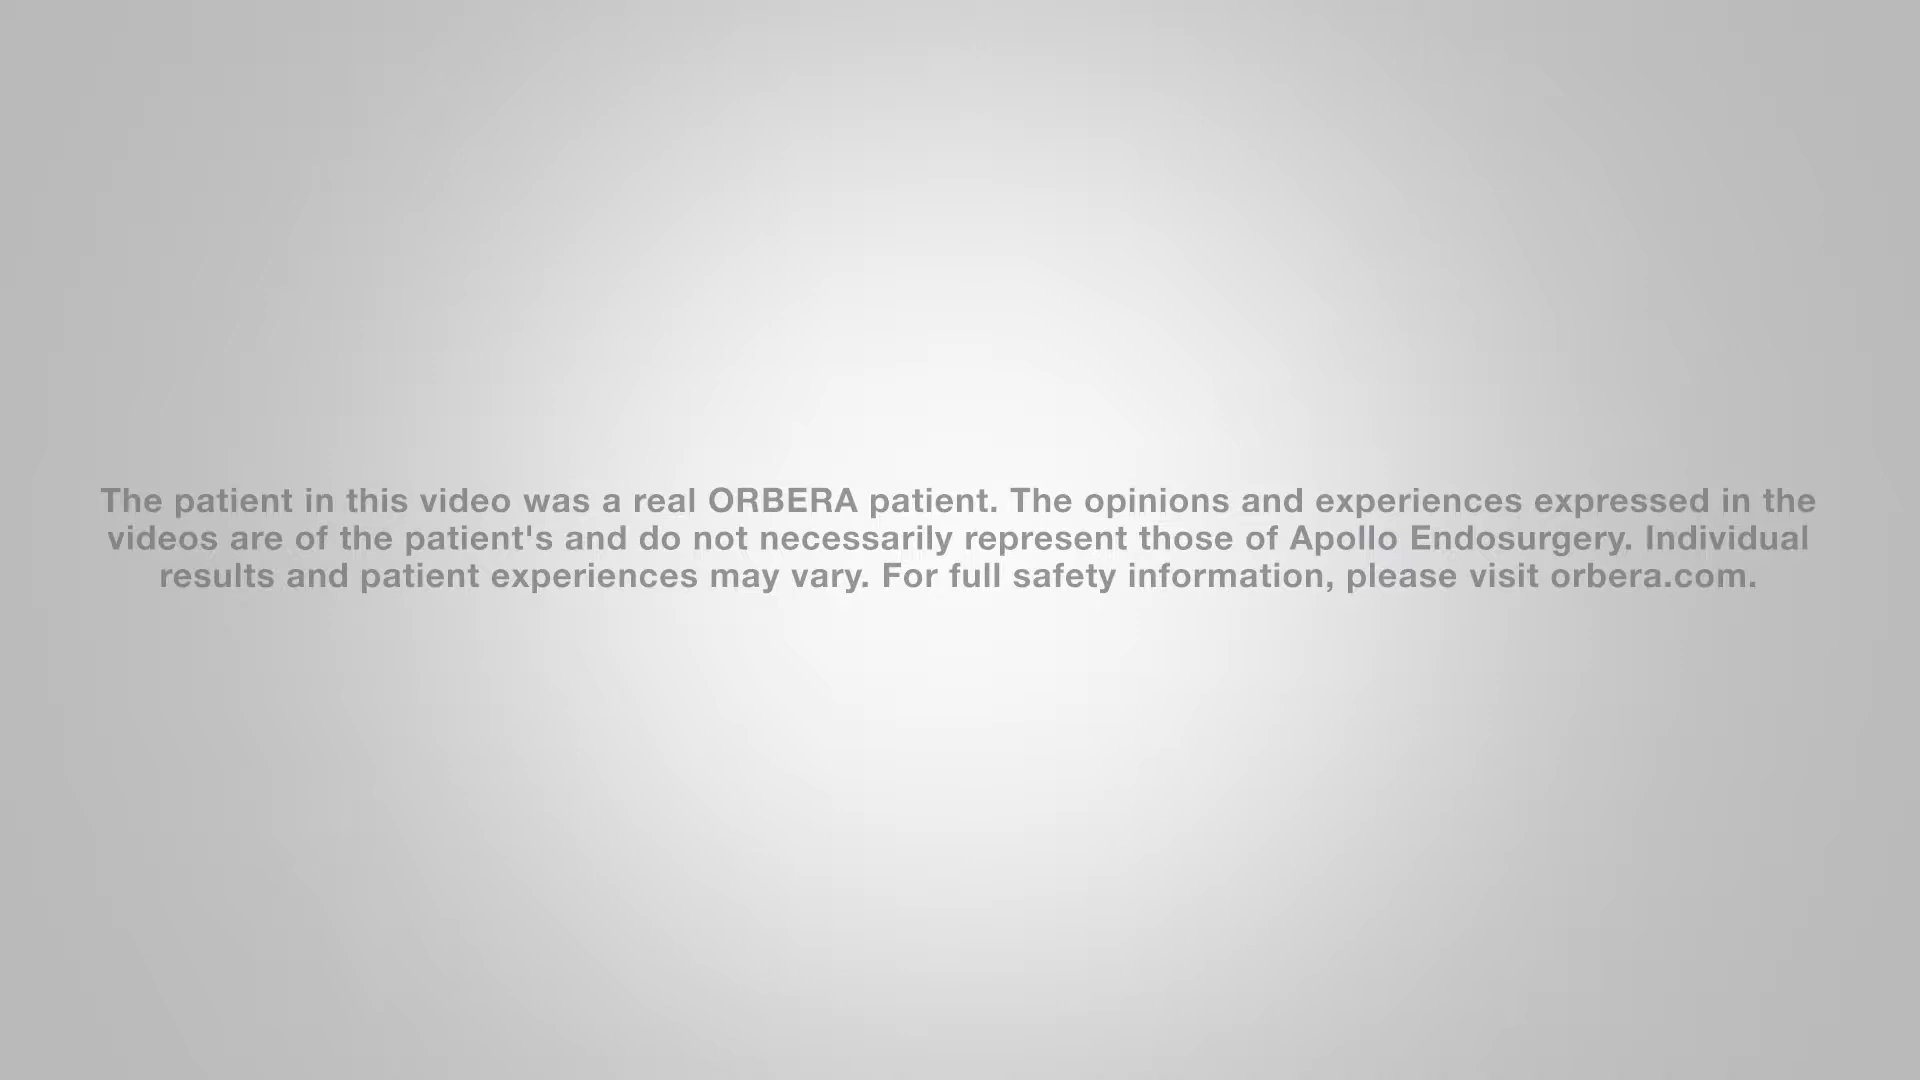 The patient in this video was a real ORBERA patient. The opinions and experiences expressed in the
videos are of the patient's and do not necessarily represent those of Apollo Endosurgery. Individual
results and patient experiences may vary. For full safety information, please visit orbera.com.